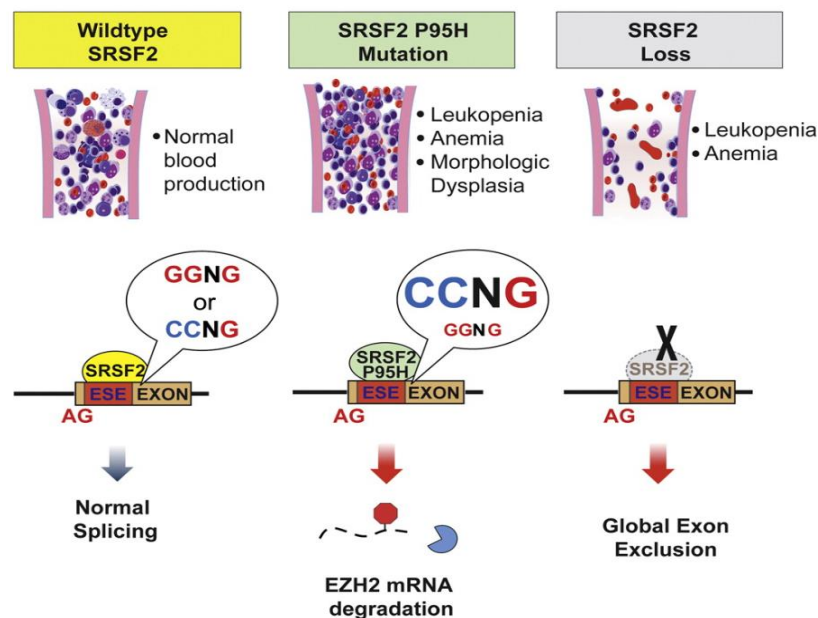 Wildtype
SRSF2
SRSF2 P95H
Mutation
SRSF2
Loss
• Normal
blood
production
• Leukopenia
• Anemia
• Morphologic
Dysplasia
• Leukopenia
• Anemia
GGNG
or
CCNG
SRSF2
ESE EXON
AG
CCNG
GGNG
SRSF2
P95H
ESE EXON
AG
X
SRSF2
ESE EXON
AG
Normal
Splicing
EZH2 mRNA
degradation
Global Exon
Exclusion